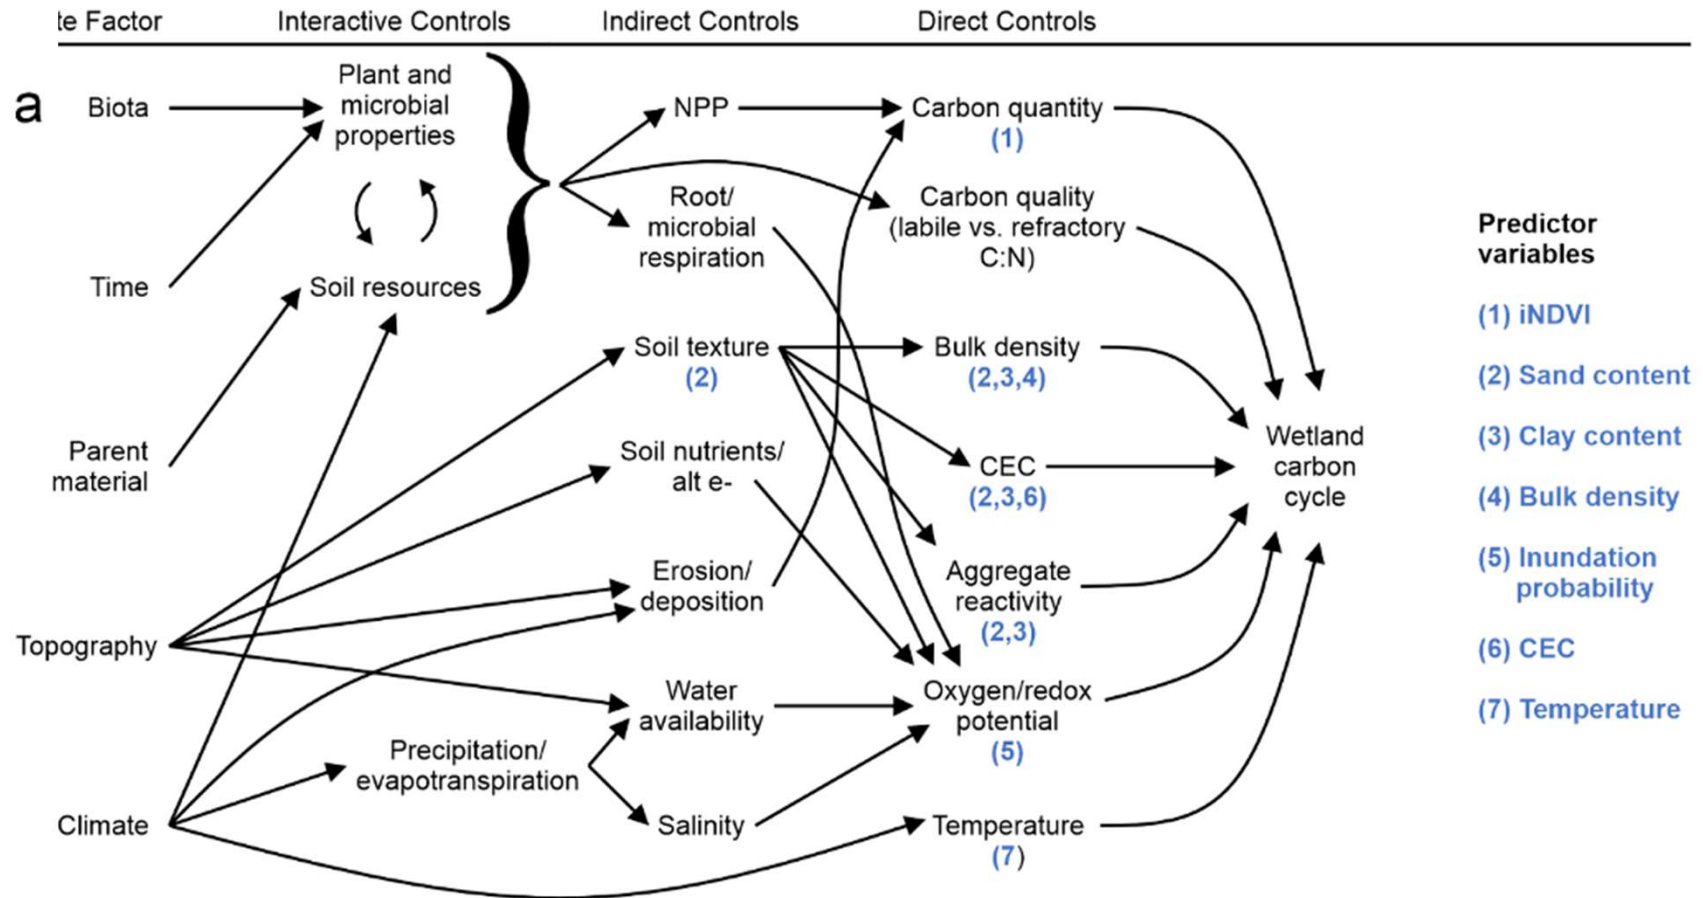 te Factor
Interactive Controls
Indirect Controls
Direct Controls
a
Biota
Time
Parent
material
Topography
Climate
Plant and
microbial
properties
Soil resources
Precipitation/
evapotranspiration
NPP
Root/
microbial
respiration
Soil texture
(2)
Soil nutrients/
alt e-
Erosion/
deposition
Water
availability
Salinity
Carbon quantity
(1)
Carbon quality
(labile vs. refractory
C:N)
Bulk density
(2,3,4)
CEC
(2,3,6)
Aggregate
reactivity
(2,3)
Oxygen/redox
potential
(5)
Temperature
(7)
Wetland
carbon
cycle
Predictor
variables
(1) iNDVI
(2) Sand content
(3) Clay content
(4) Bulk density
(5) Inundation
probability
(6) CEC
(7) Temperature